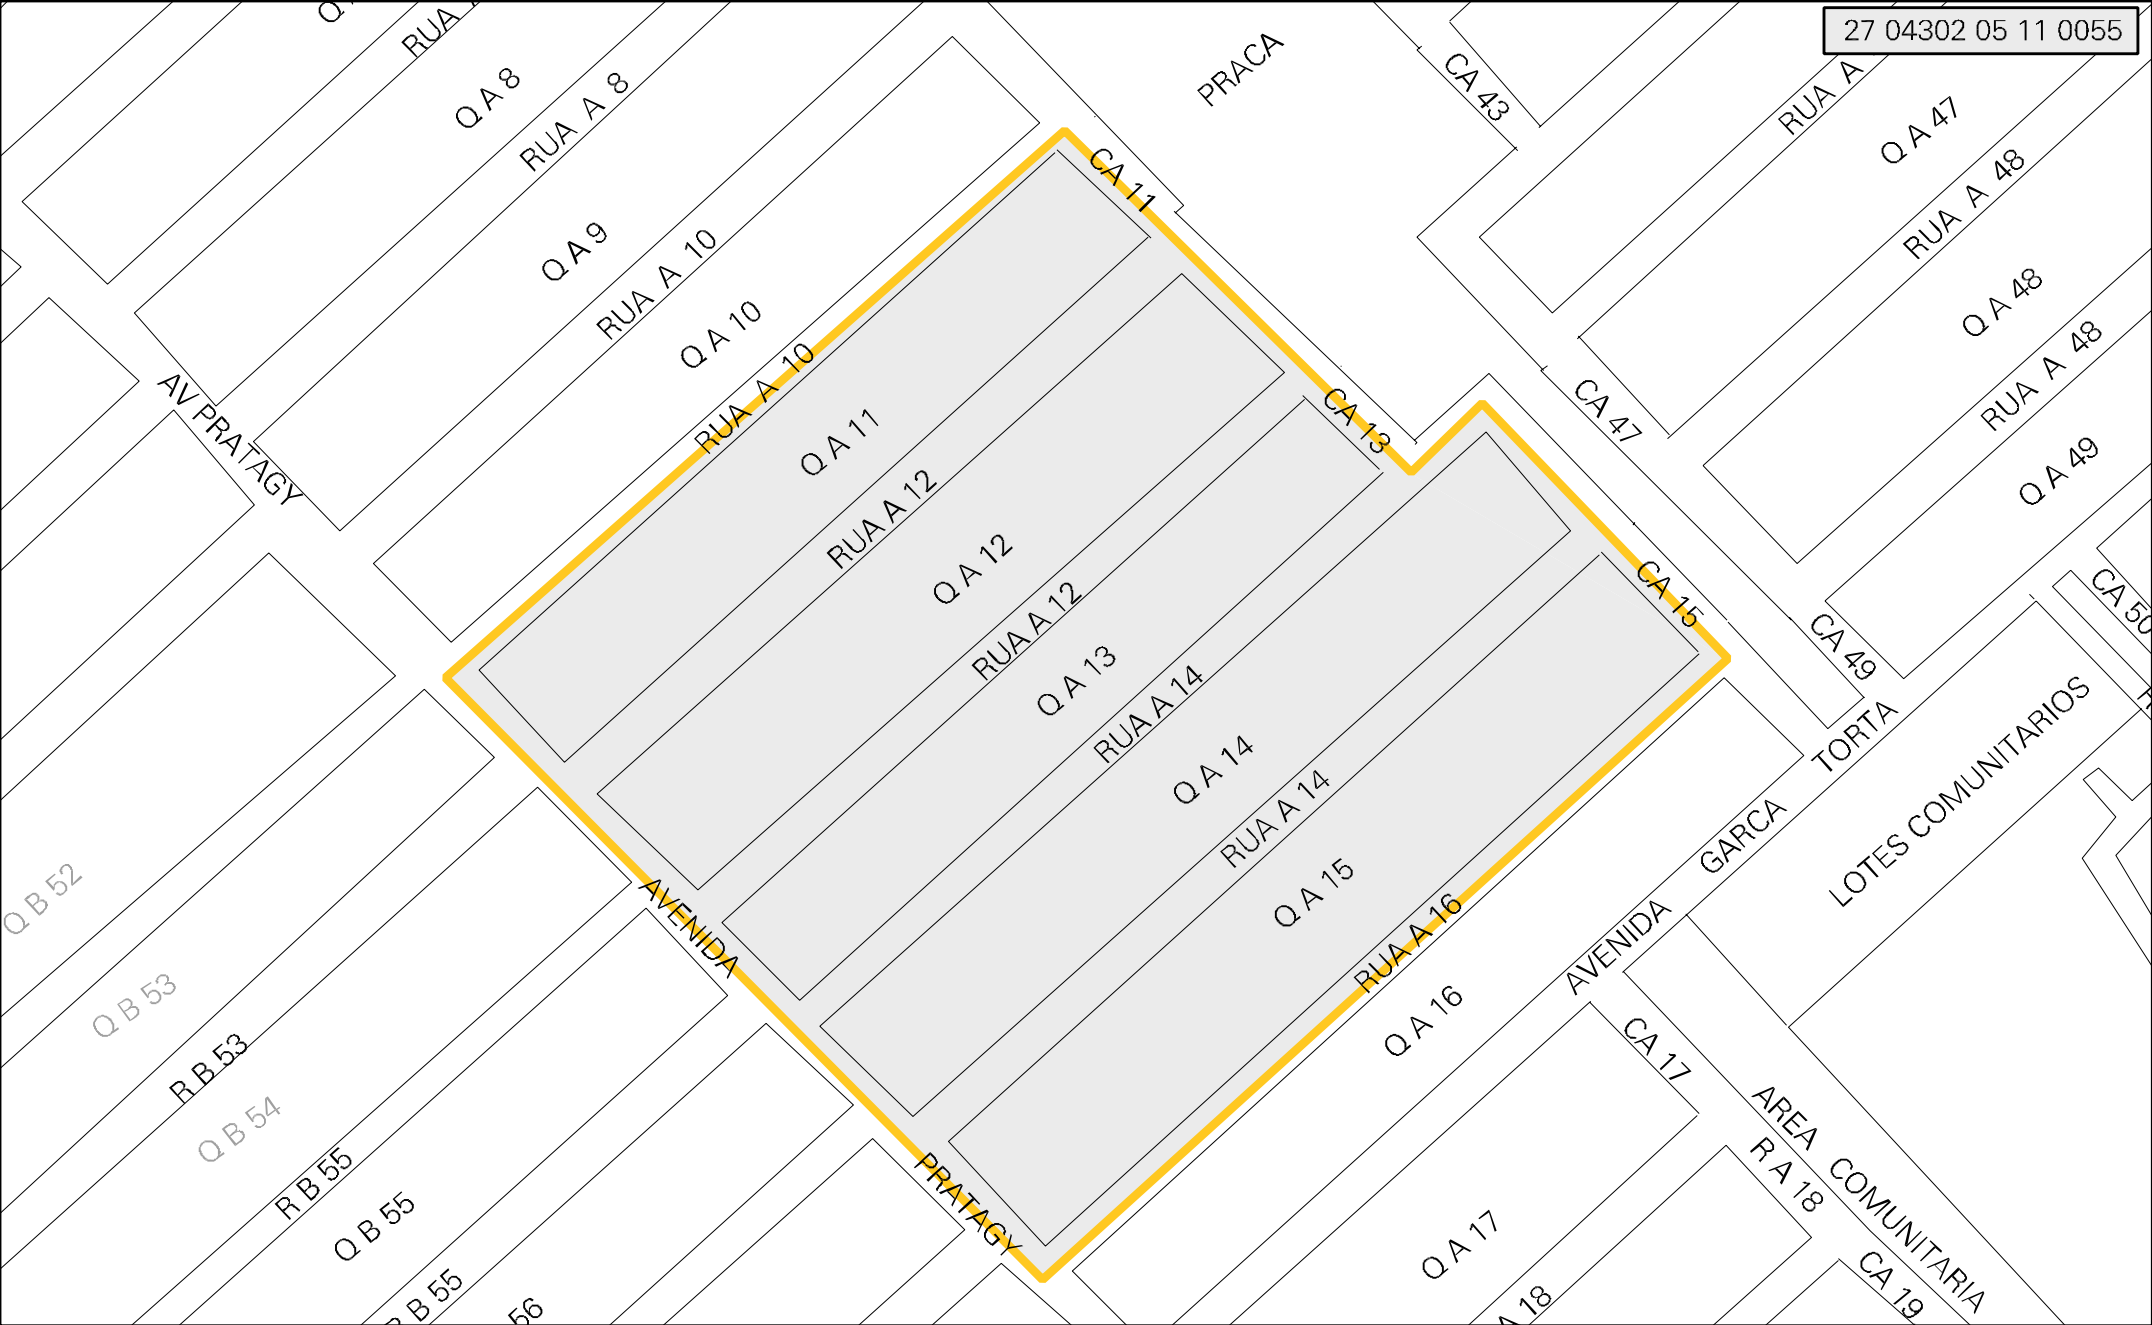 27 04302 05 11 0055
RUA
Q A 8
RUA A 8
PRACA
CA 43
RUA A
Q A 47
RUA A 48
CA 11
Q A 9
RUA A 10
Q A 10
RUA A 10
Q A 48
RUA A 48
CA 47
Q A 49
AV PRATAGY
Q A 11
RUA A 12
CA 13
Q A 12
RUA A 12
Q A 13
RUA A 14
CA 15
CA 49
CA 50
TORTA
LOTES COMUNITARIOS
Q A 14
RUA A 14
Q A 15
GARCA
AVENIDA
RUA A 16
Q A 16
AVENIDA
Q B 52
Q B 53
R B 53
Q B 54
R B 55
Q B 55
B 55
56
PRATAGY
CA 17
AREA COMUNITARIA
R A 18
CA 19
Q A 17
A 18